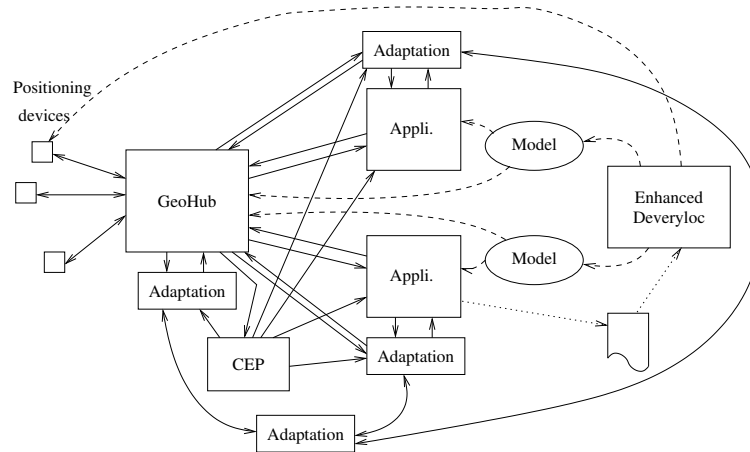 Adaptation
Positioning
devices
Appli.
Model
GeoHub
Enhanced
Deveryloc
Appli.
Model
Adaptation
CEP
Adaptation
Adaptation